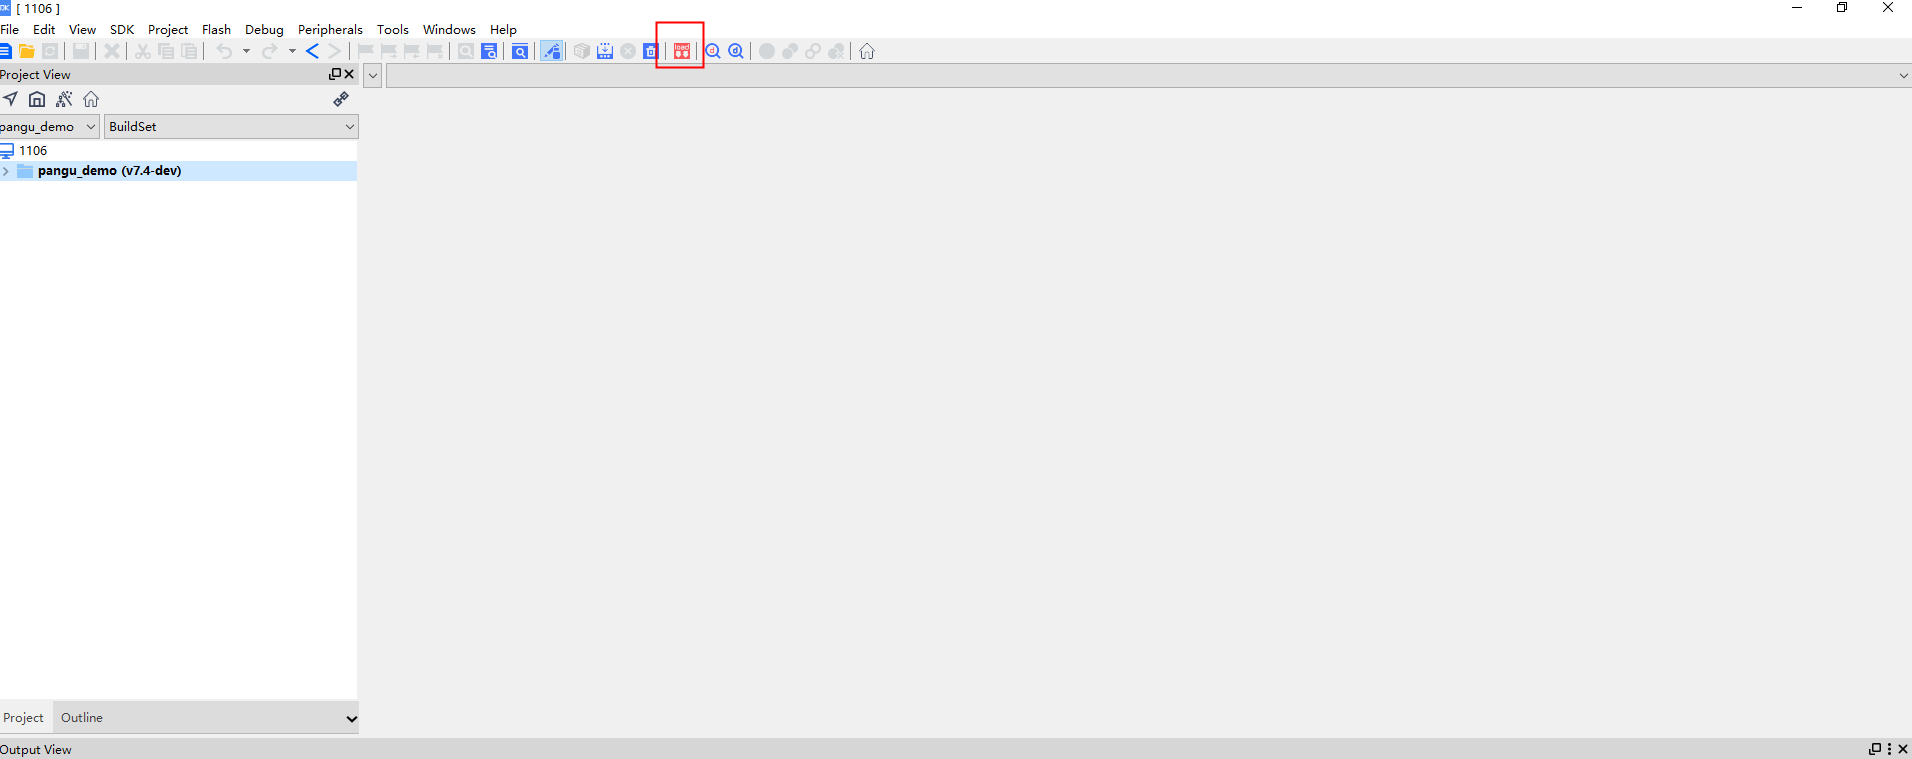 [ 1106 ]
File Edit View SDK Project Flash Debug Peripherals Tools Windows Help
load
d d
Project View
pangu_demo BuildSet
1106
pangu_demo (v7.4-dev)
Project Outline
Output View